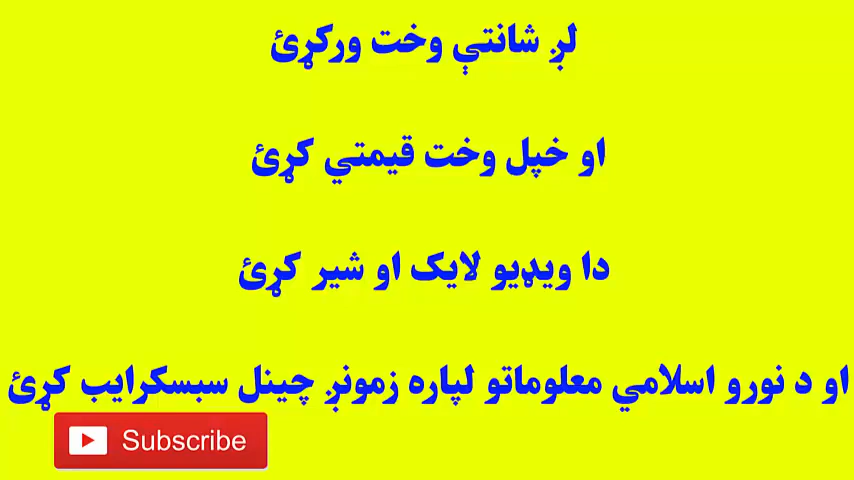 لږ شانتې وخت ورکړئ
او خپل وخت قیمتي کړئ
دا ویډیو لایک او شیر کړئ
او د نورو اسلامي معلوماتو لپاره زمونږ چینل سبسکرایب کړئ
Subscribe